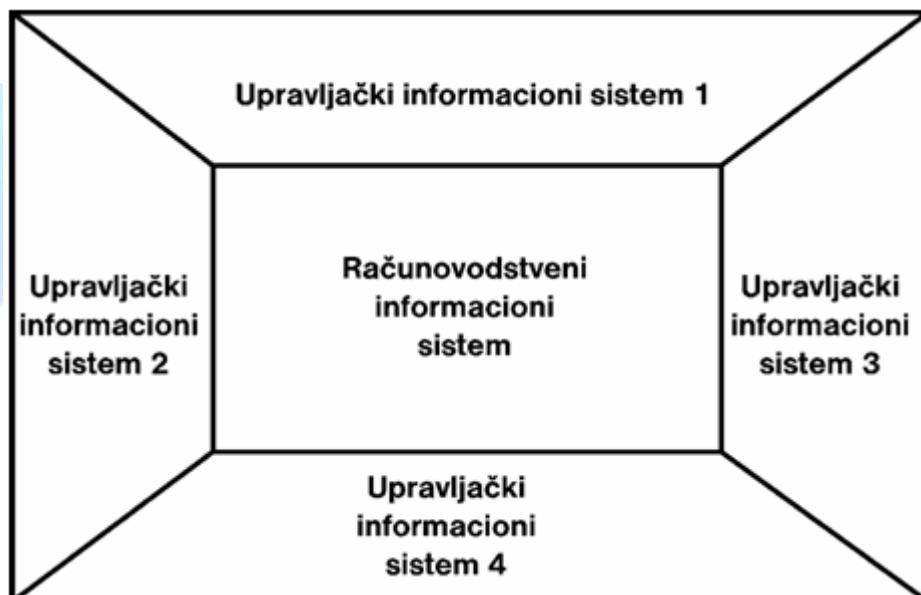 Upravljački informacioni sistem 1
Upravljački
informacioni
sistem 2
Računovodstveni
informacioni
sistem
Upravljački
informacioni
sistem 3
Upravljački
informacioni
sistem 4